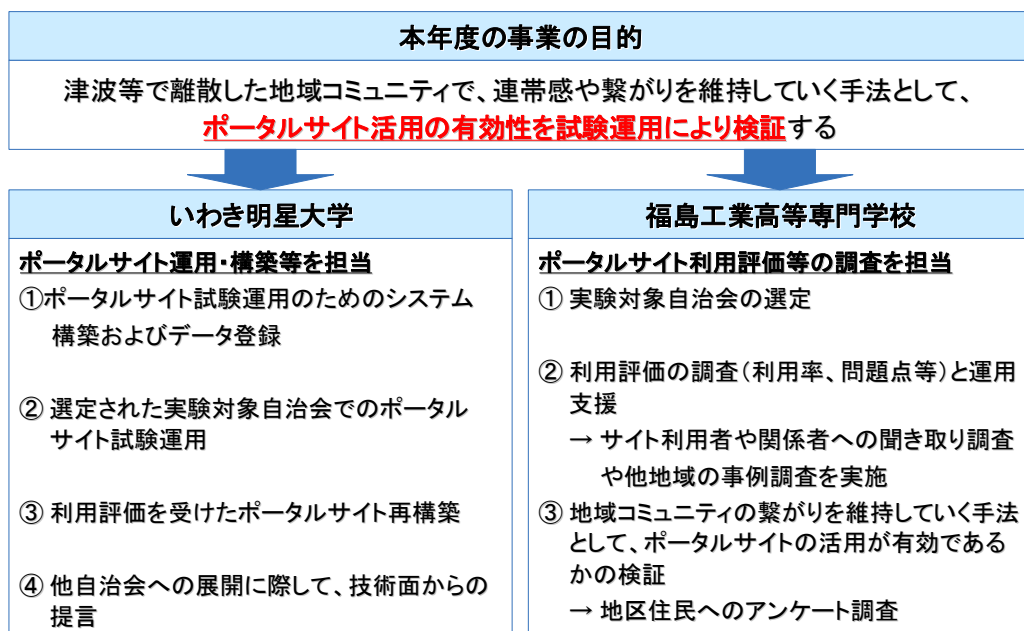 本年度の事業の目的
津波等で離散した地域コミュニティで、連帯感や繋がりを維持していく手法として、
ポータルサイト活用の有効性を試験運用により検証する
いわき明星大学
ポータルサイト運用・構築等を担当
①ポータルサイト試験運用のためのシステム
構築およびデータ登録
② 選定された実験対象自治会でのポータル
サイト試験運用
③ 利用評価を受けたポータルサイト再構築
④ 他自治会への展開に際して、技術面からの
提言
福島工業高等専門学校
ポータルサイト利用評価等の調査を担当
① 実験対象自治会の選定
② 利用評価の調査（利用率、問題点等）と運用
支援
→ サイト利用者や関係者への聞き取り調査
や他地域の事例調査を実施
③ 地域コミュニティの繋がりを維持していく手法
として、ポータルサイトの活用が有効である
かの検証
→ 地区住民へのアンケート調査